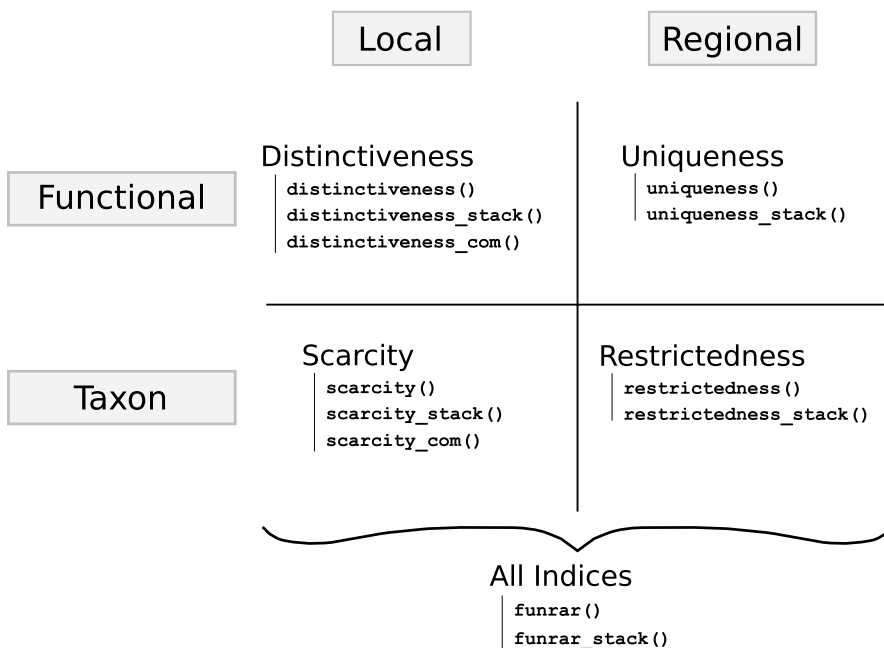 Local
Regional
Functional
Distinctiveness
distinctiveness()
distinctiveness_stack()
distinctiveness_com()
Uniqueness
uniqueness()
uniqueness_stack()
Taxon
Scarcity
scarcity()
scarcity_stack()
scarcity_com()
Restrictedness
restrictedness()
restrictedness_stack()
All Indices
funrar()
funrar_stack()